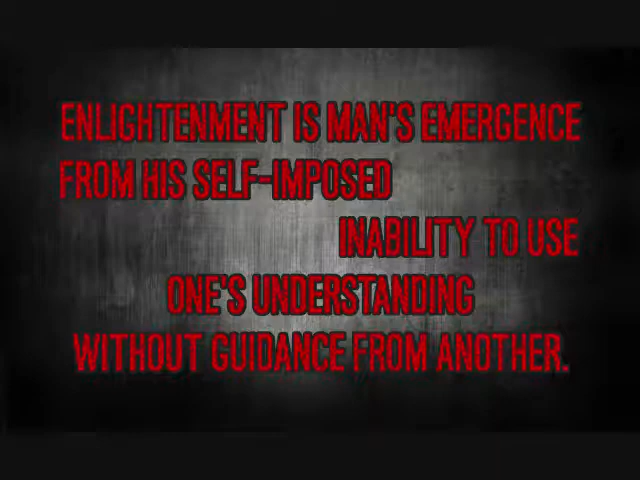 ENLIGHTENMENT IS MAN'S EMERGENCE
FROM HIS SELF-IMPOSED
INABILITY TO USE
ONE'S UNDERSTANDING
WITHOUT GUIDANCE FROM ANOTHER.